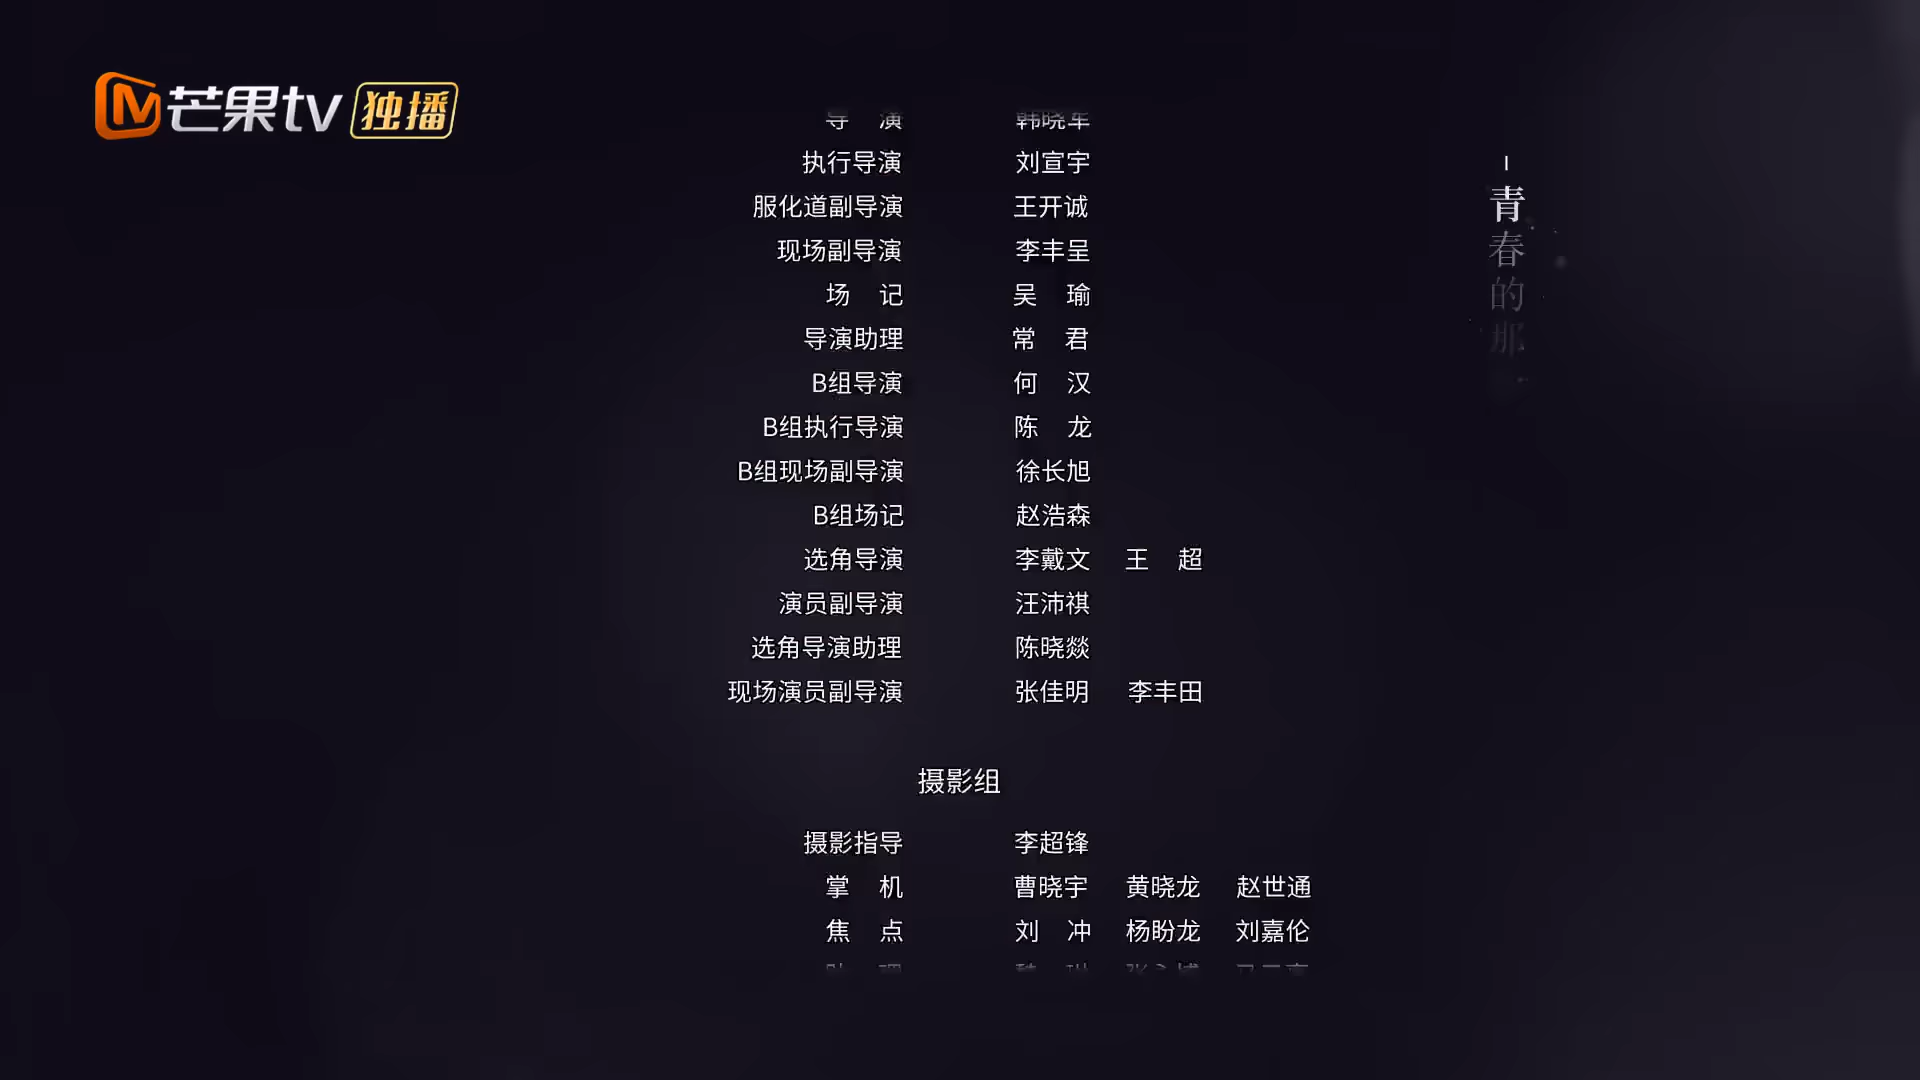 芒果tv 独播
导 演 韩晓军
执行导演 刘宣宇
服化道副导演 王开诚
现场副导演 李丰呈
场 记 吴 瑜
导演助理 常 君
B组导演 何 汉
B组执行导演 陈 龙
B组现场副导演 徐长旭
B组场记 赵浩森
选角导演 李戴文 王 超
演员副导演 汪沛祺
选角导演助理 陈晓燚
现场演员副导演 张佳明 李丰田
摄影组
摄影指导 李超锋
掌 机 曹晓宇 黄晓龙 赵世通
焦 点 刘 冲 杨盼龙 刘嘉伦
青春的那